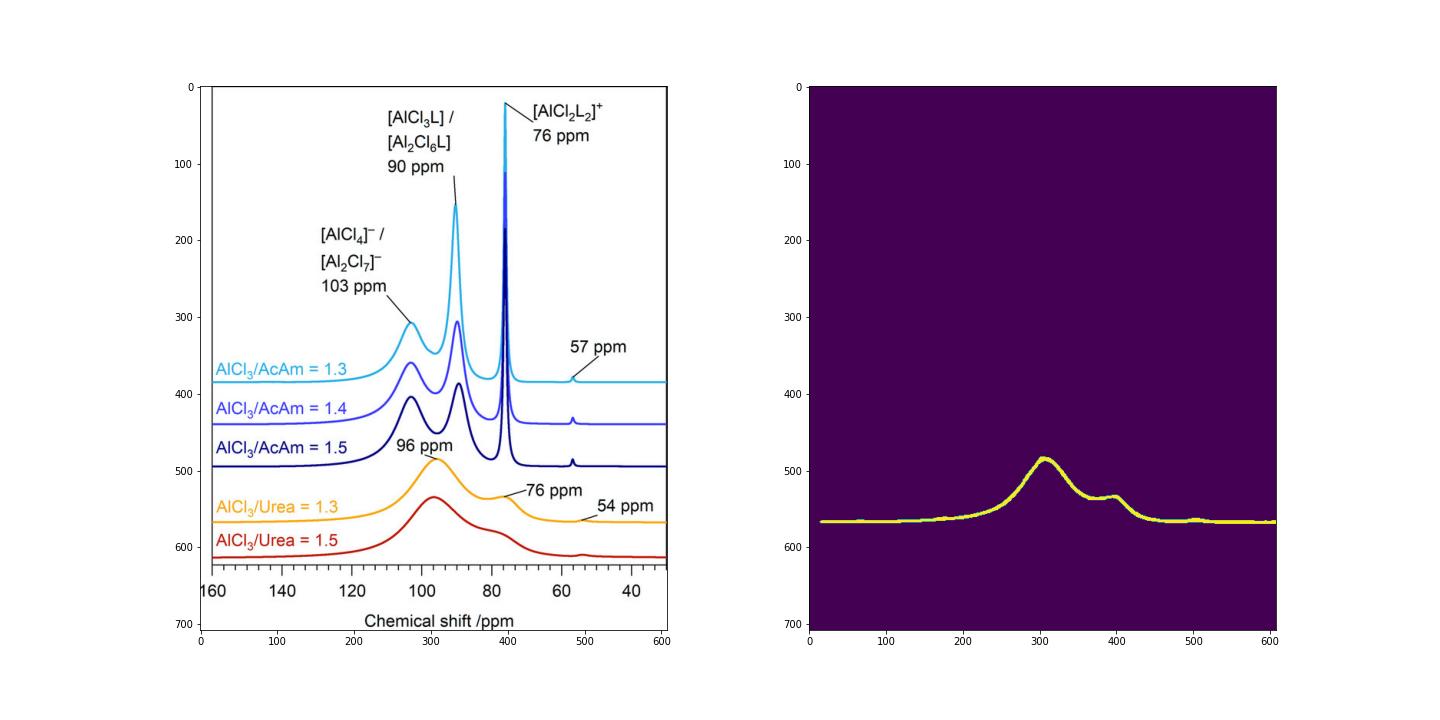 0
100
200
300
400
500
600
700
[AlCl₃L] /
[Al₂Cl₆L]
90 ppm
[AlCl₂L₂]⁺
76 ppm
[AlCl₄]⁻ /
[Al₂Cl₇]⁻
103 ppm
57 ppm
AlCl₃/AcAm = 1.3
AlCl₃/AcAm = 1.4
AlCl₃/AcAm = 1.5
96 ppm
76 ppm
54 ppm
AlCl₃/Urea = 1.3
AlCl₃/Urea = 1.5
160 140 120 100 80 60 40
Chemical shift /ppm
0 100 200 300 400 500 600
0
100
200
300
400
500
600
700
0 100 200 300 400 500 600